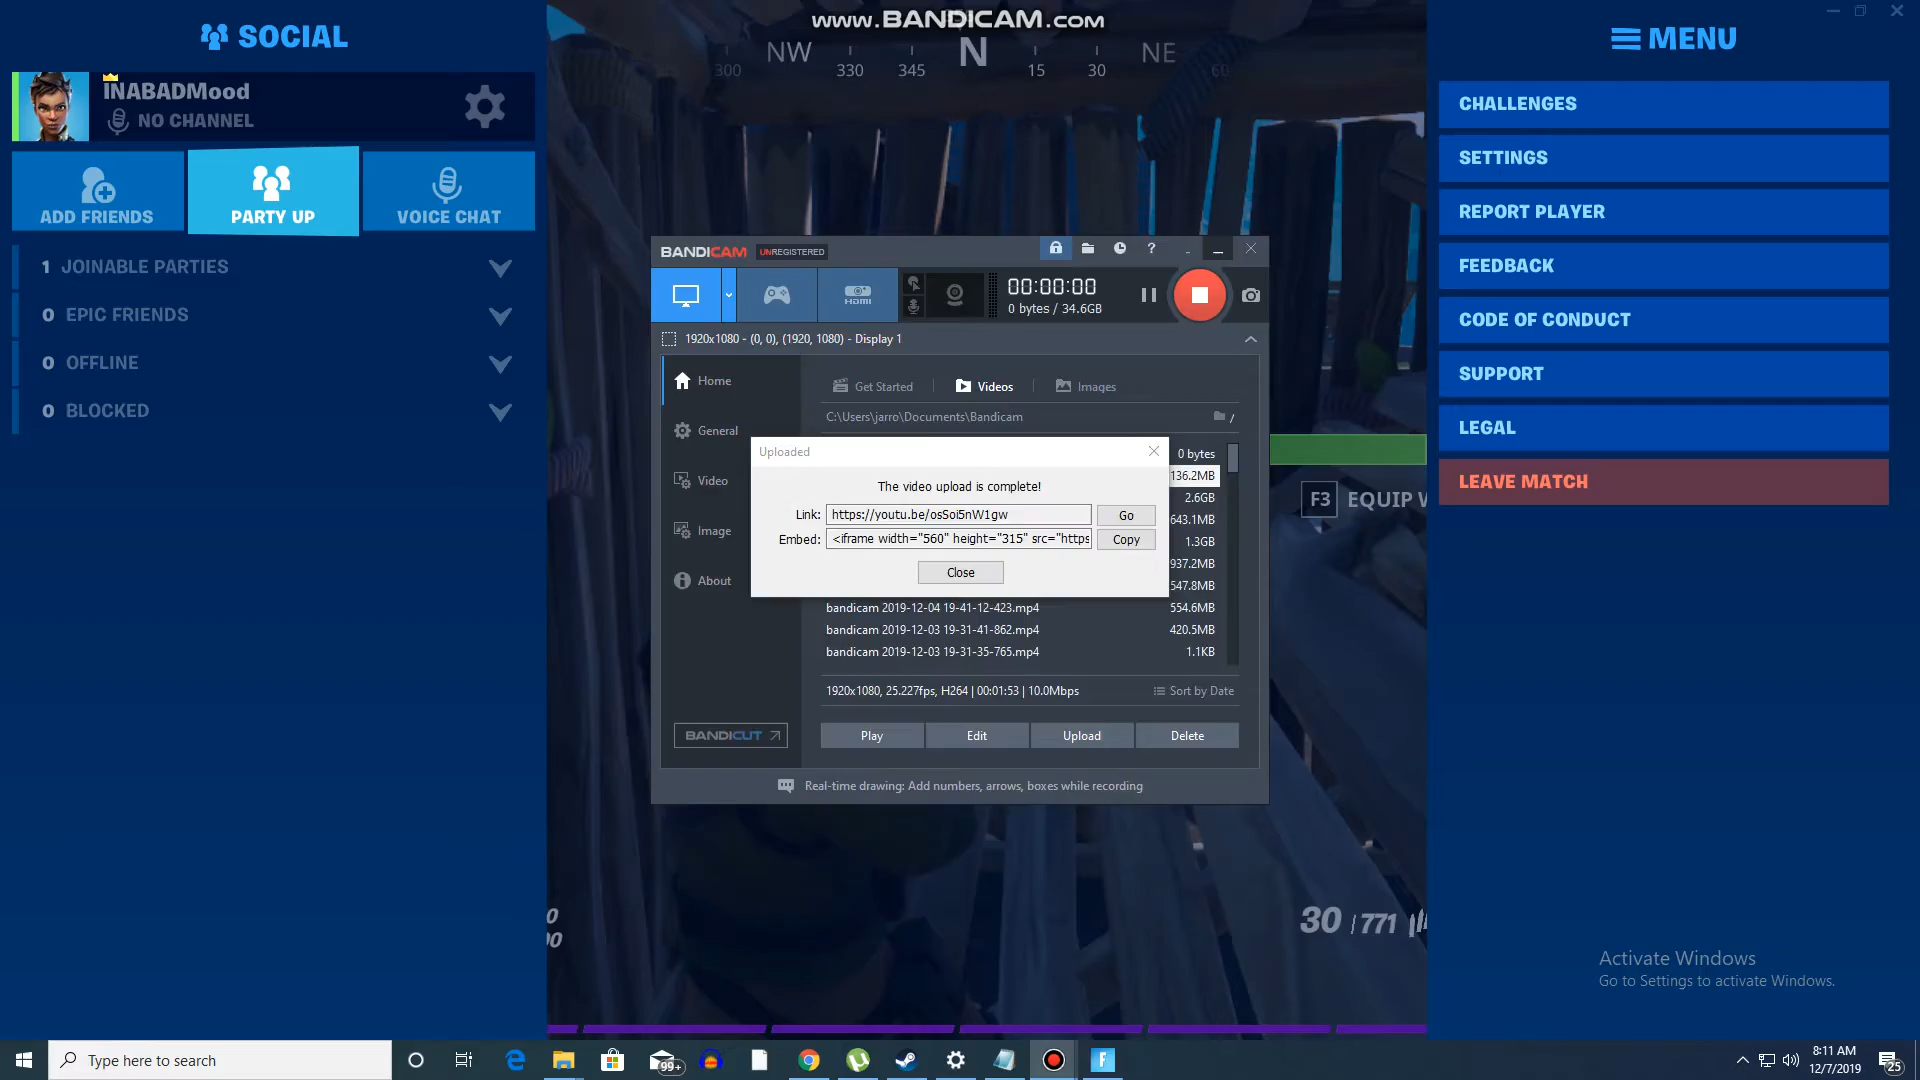 www.BANDICAM.com
SOCIAL
INABADMood
NO CHANNEL
ADD FRIENDS
PARTY UP
VOICE CHAT
1 JOINABLE PARTIES
0 EPIC FRIENDS
0 OFFLINE
0 BLOCKED
300 NW 330 345 N 15 30 NE 60
MENU
CHALLENGES
SETTINGS
REPORT PLAYER
FEEDBACK
CODE OF CONDUCT
SUPPORT
LEGAL
LEAVE MATCH
BANDICAM UNREGISTERED
HDMI
00:00:00
0 bytes / 34.6GB
1920x1080 - (0, 0), (1920, 1080) - Display 1
Home
General
Video
Image
About
BANDICUT
Get Started
Videos
Images
C:\Users\jarro\Documents\Bandicam
0 bytes
136.2MB
2.6GB
643.1MB
1.3GB
937.2MB
547.8MB
Uploaded
The video upload is complete!
Link: https://youtu.be/osSoi5nW1gw Go
Embed: <iframe width="560" height="315" src="https Copy
Close
bandicam 2019-12-04 19-41-12-423.mp4 554.6MB
bandicam 2019-12-03 19-31-41-862.mp4 420.5MB
bandicam 2019-12-03 19-31-35-765.mp4 1.1KB
1920x1080, 25.227fps, H264 | 00:01:53 | 10.0Mbps
Sort by Date
Play
Edit
Upload
Delete
Real-time drawing: Add numbers, arrows, boxes while recording
F3 EQUIP
30 / 771
Activate Windows
Go to Settings to activate Windows.
Type here to search
99+
8:11 AM
12/7/2019
25